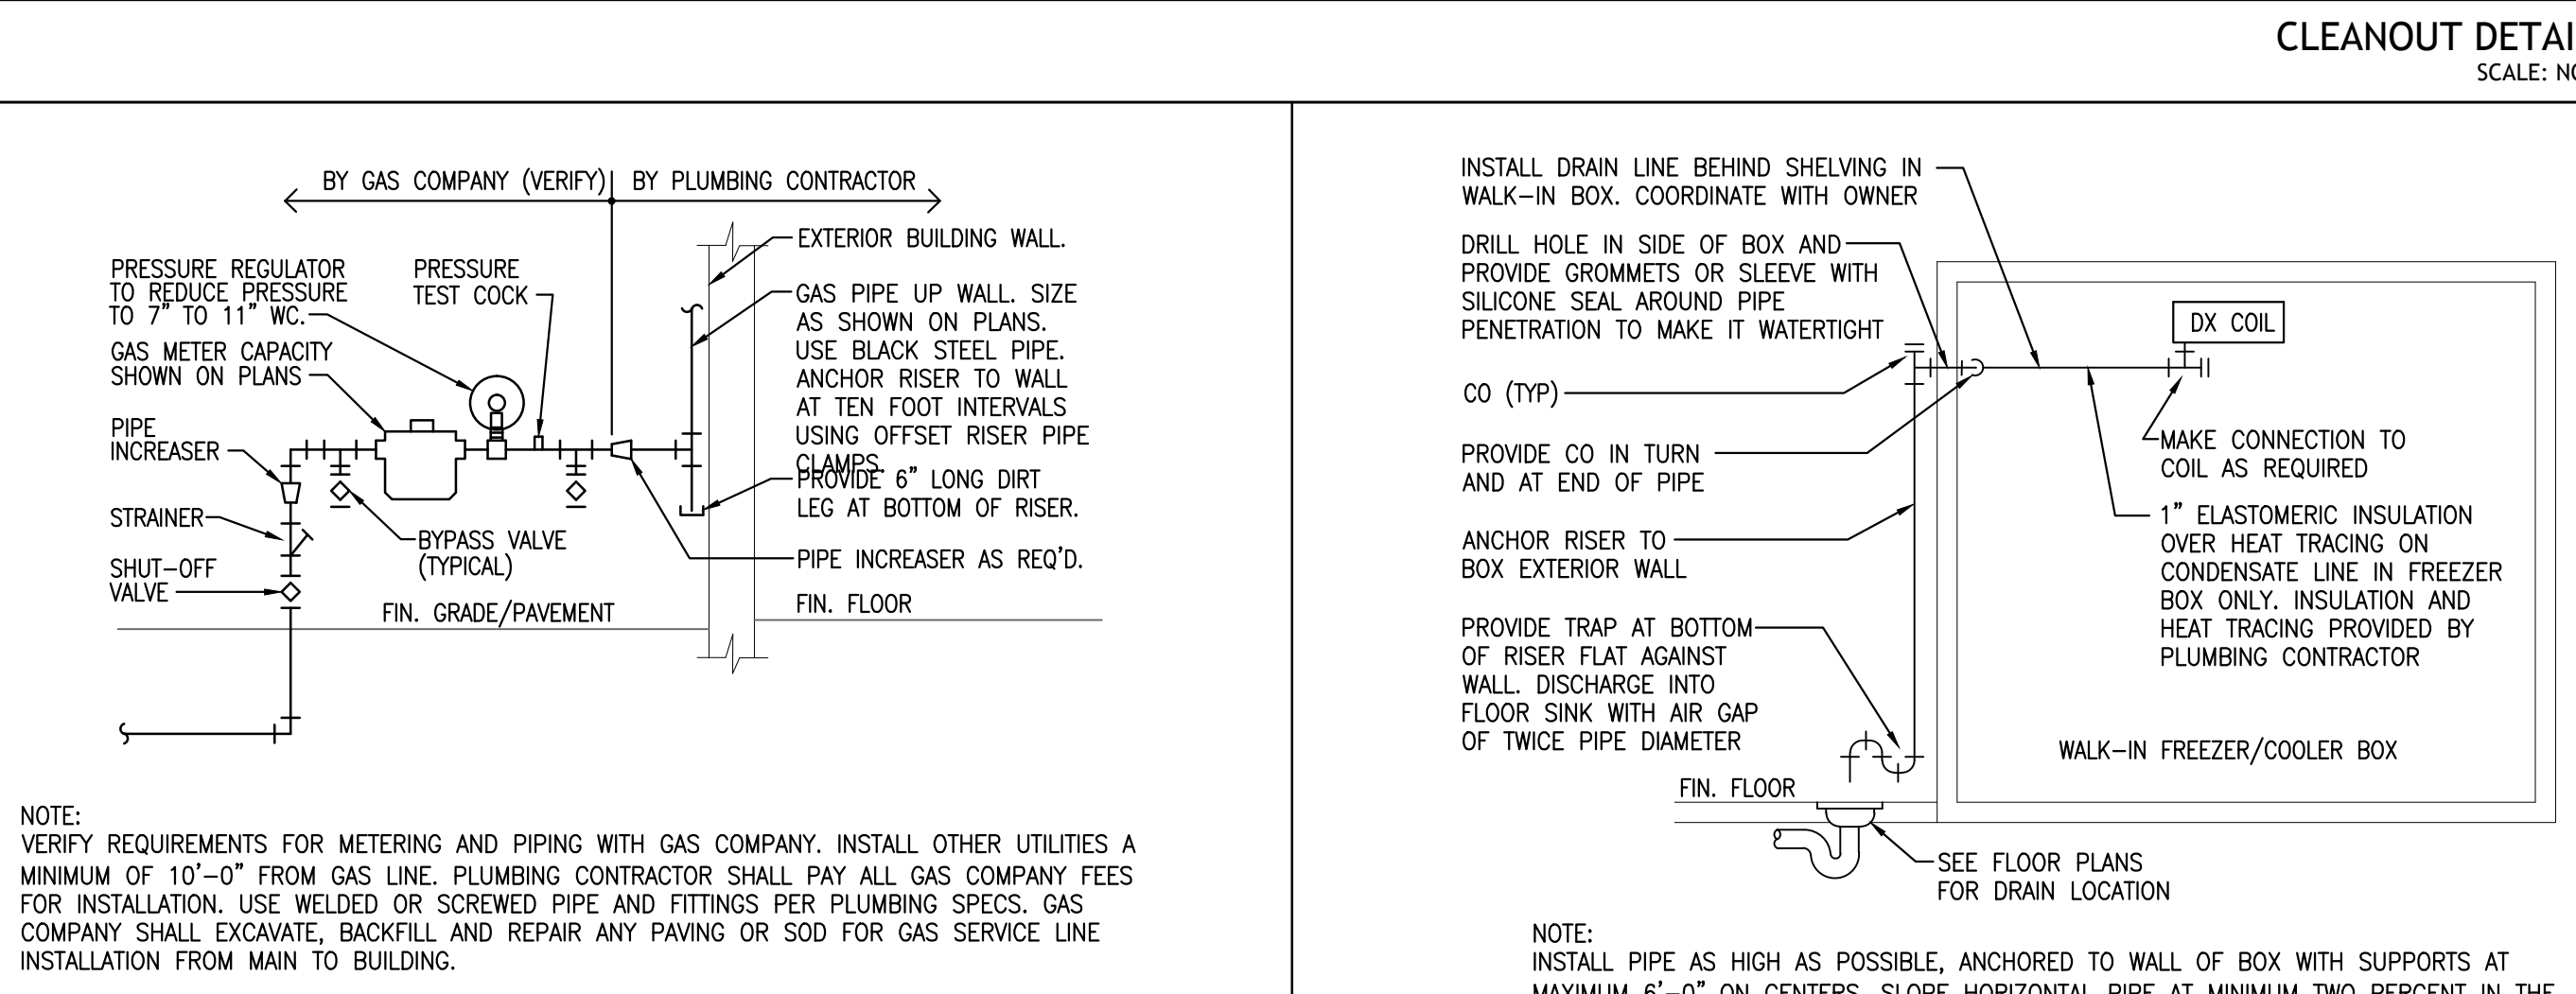 CLEANOUT DETAI
SCALE: NO
BY GAS COMPANY (VERIFY)
BY PLUMBING CONTRACTOR
EXTERIOR BUILDING WALL.
PRESSURE REGULATOR
TO REDUCE PRESSURE
TO 7" TO 11" WC.
PRESSURE
TEST COCK
GAS METER CAPACITY
SHOWN ON PLANS
PIPE
INCREASER
STRAINER
SHUT-OFF
VALVE
BYPASS VALVE
(TYPICAL)
GAS PIPE UP WALL. SIZE
AS SHOWN ON PLANS.
USE BLACK STEEL PIPE.
ANCHOR RISER TO WALL
AT TEN FOOT INTERVALS
USING OFFSET RISER PIPE
CLAMPS.
PROVIDE 6" LONG DIRT
LEG AT BOTTOM OF RISER.
PIPE INCREASER AS REQ'D.
FIN. GRADE/PAVEMENT
FIN. FLOOR
NOTE:
VERIFY REQUIREMENTS FOR METERING AND PIPING WITH GAS COMPANY. INSTALL OTHER UTILITIES A
MINIMUM OF 10'-0" FROM GAS LINE. PLUMBING CONTRACTOR SHALL PAY ALL GAS COMPANY FEES
FOR INSTALLATION. USE WELDED OR SCREWED PIPE AND FITTINGS PER PLUMBING SPECS. GAS
COMPANY SHALL EXCAVATE, BACKFILL AND REPAIR ANY PAVING OR SOD FOR GAS SERVICE LINE
INSTALLATION FROM MAIN TO BUILDING.
INSTALL DRAIN LINE BEHIND SHELVING IN
WALK-IN BOX. COORDINATE WITH OWNER
DRILL HOLE IN SIDE OF BOX AND
PROVIDE GROMMETS OR SLEEVE WITH
SILICONE SEAL AROUND PIPE
PENETRATION TO MAKE IT WATERTIGHT
CO (TYP)
PROVIDE CO IN TURN
AND AT END OF PIPE
ANCHOR RISER TO
BOX EXTERIOR WALL
PROVIDE TRAP AT BOTTOM
OF RISER FLAT AGAINST
WALL. DISCHARGE INTO
FLOOR SINK WITH AIR GAP
OF TWICE PIPE DIAMETER
FIN. FLOOR
DX COIL
MAKE CONNECTION TO
COIL AS REQUIRED
1" ELASTOMERIC INSULATION
OVER HEAT TRACING ON
CONDENSATE LINE IN FREEZER
BOX ONLY. INSULATION AND
HEAT TRACING PROVIDED BY
PLUMBING CONTRACTOR
WALK-IN FREEZER/COOLER BOX
SEE FLOOR PLANS
FOR DRAIN LOCATION
NOTE:
INSTALL PIPE AS HIGH AS POSSIBLE, ANCHORED TO WALL OF BOX WITH SUPPORTS AT
MAXIMUM 6'-0" ON CENTERS. SLOPE HORIZONTAL PIPE AT MINIMUM TWO PERCENT IN THE